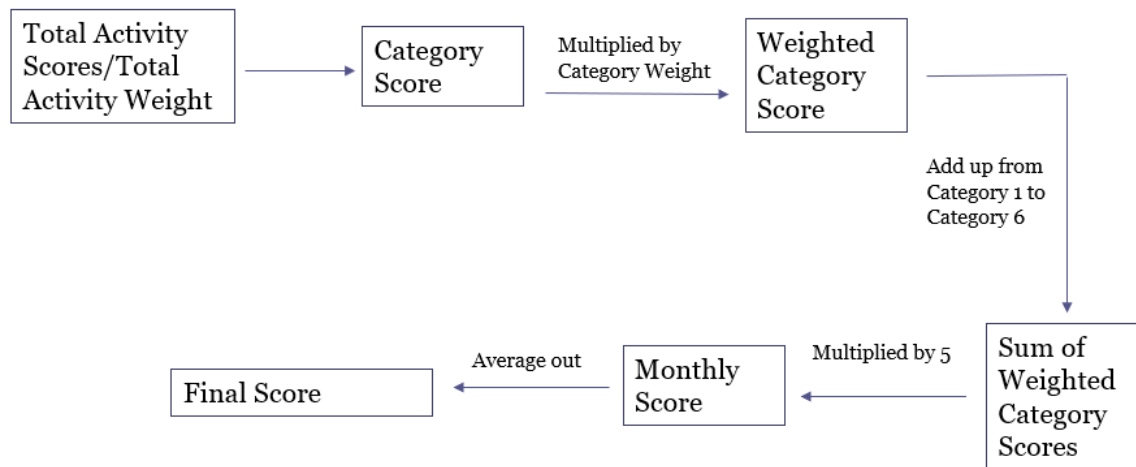 Total Activity
Scores/Total
Activity Weight
Category
Score
Multiplied by
Category Weight
Weighted
Category
Score
Add up from
Category 1 to
Category 6
Sum of
Weighted
Category
Scores
Multiplied by 5
Monthly
Score
Average out
Final Score